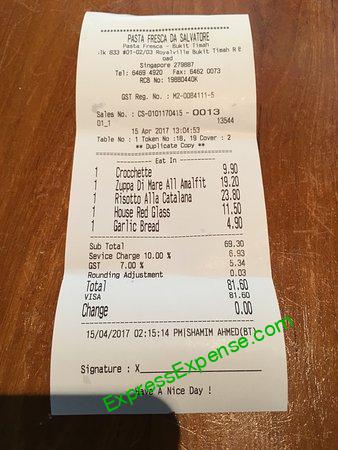 PASTA FRESCA DA SALVATORE
Pasta Fresca - Bukit Timah
Blk 833 #01-02/03 Royalville Bukit Timah R
oad
Singapore 279887
Tel: 6469 4920 Fax: 6462 0073
RCB No: 19880440K
GST Reg. No. : M2-0084111-5
Sales No. : CS-0101170415 - 0013
01_1 13544
15 Apr 2017 13:04:53
Table No : 1 Token No :18, 19 Cover : 2
** Duplicate Copy **
Eat In
1 Crocchette 9.90
1 Zuppa Di Mare All Amalfit 19.20
1 Risotto Alla Catalana 23.80
1 House Red Glass 11.50
1 Garlic Bread 4.90
Sub Total 69.30
Sevice Charge 10.00 % 6.93
GST 7.00 % 5.34
Rounding Adjustment 0.03
Total 81.60
VISA 81.60
Change 0.00
15/04/2017 02:15:14 PM|SHAMIM AHMED(BT)
Signature : X
Have A Nice Day !
ExpressExpense.com